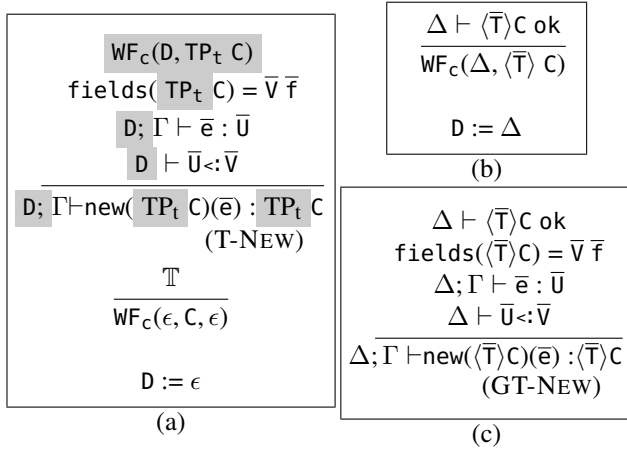 WF_c(D, TP_t C)
fields( TP_t C) = V̅ f̅
D; Γ ⊢ e̅ : U̅
D ⊢ U̅<:V̅
D; Γ⊢new( TP_t C)(e̅) : TP_t C
(T-NEW)
𝕋
WF_c(ϵ, C, ϵ)
D := ϵ
(a)
Δ ⊢ ⟨T̅⟩C ok
WF_c(Δ, ⟨T̅⟩ C)
D := Δ
(b)
Δ ⊢ ⟨T̅⟩C ok
fields(⟨T̅⟩C) = V̅ f̅
Δ; Γ ⊢ e̅ : U̅
Δ ⊢ U̅<:V̅
Δ; Γ ⊢new(⟨T̅⟩C)(e̅) :⟨T̅⟩C
(GT-NEW)
(c)